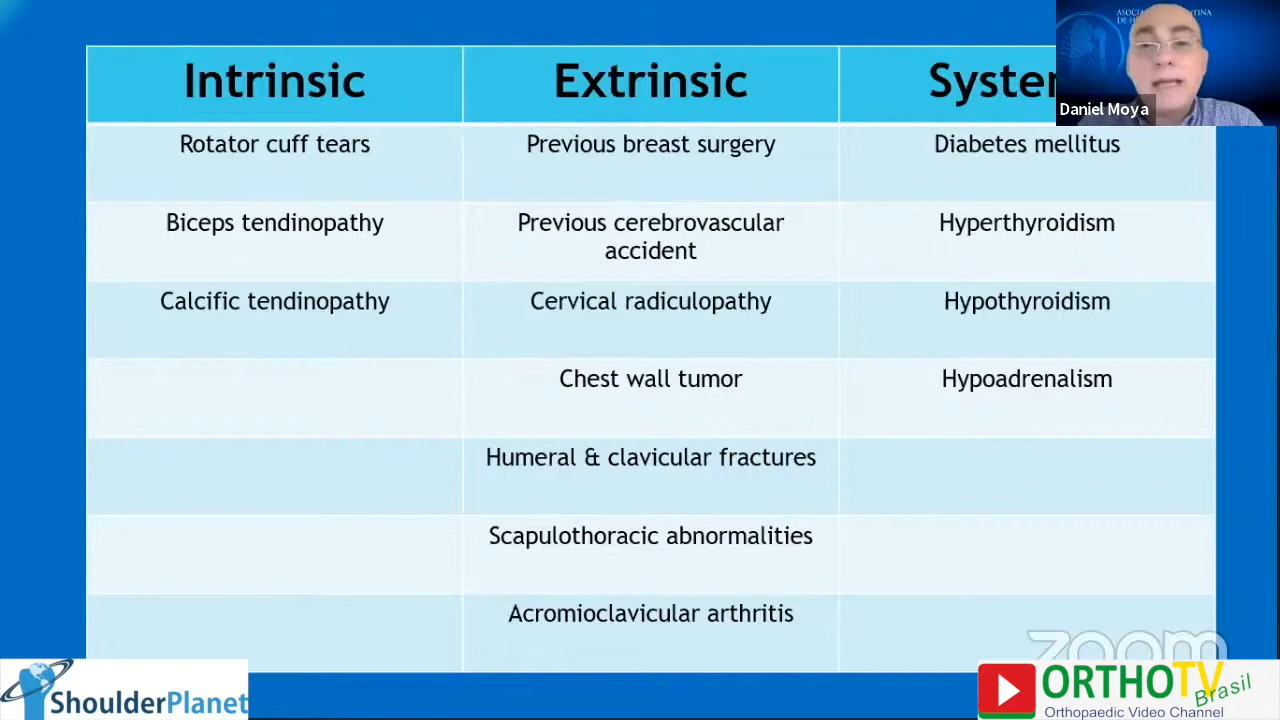 Intrinsic Extrinsic
Daniel Moya
Rotator cuff tears Previous breast surgery Diabetes mellitus
Biceps tendinopathy Previous cerebrovascular Hyperthyroidism
accident
Calcific tendinopathy Cervical radiculopathy Hypothyroidism
Chest wall tumor Hypoadrenalism
Humeral & clavicular fractures
Scapulothoracic abnormalities
Acromioclavicular arthritis
zoom
ShoulderPlanet
ORTHOTV
Brasil
Orthopaedic Video Channel